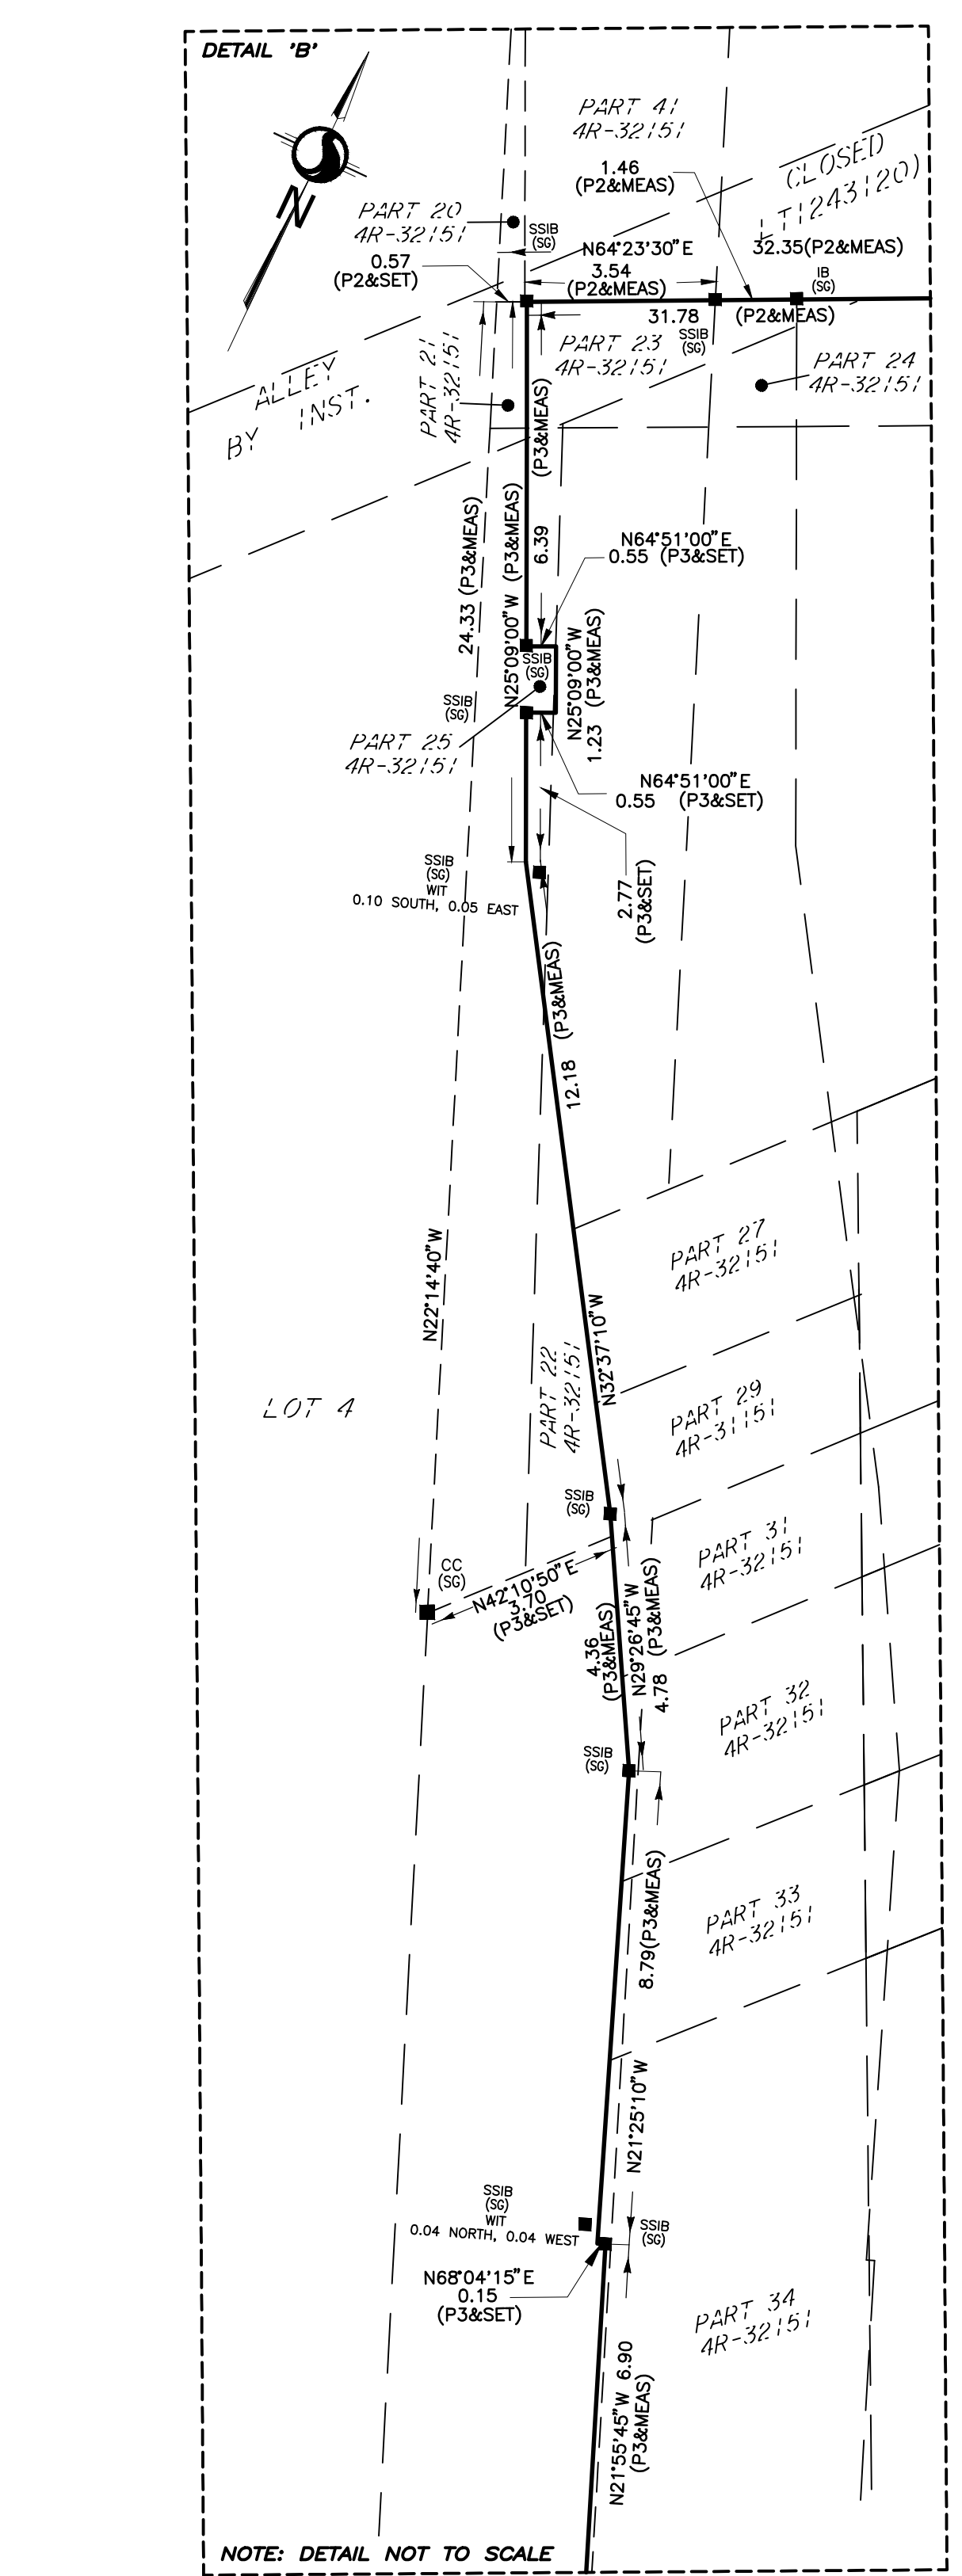 DETAIL 'B'
N
PART 41
4R-32151
1.46
(P2&MEAS)
CLOSED
LT1243120)
PART 20
4R-32151
SSIB
(SG)
N64°23'30"E
3.54
(P2&MEAS)
32.35(P2&MEAS)
0.57
(P2&SET)
IB
(SG)
31.78
(P2&MEAS)
SSIB
(SG)
PART 23
4R-32151
PART 24
4R-32151
PART 21
4R-32151
ALLEY
BY INST.
(P3&MEAS)
6.39
24.33 (P3&MEAS)
N25°09'00"W (P3&MEAS)
N64°51'00"E
0.55 (P3&SET)
SSIB
(SG)
N25°09'00"W
1.23 (P3&MEAS)
SSIB
(SG)
PART 25
4R-32151
N64°51'00"E
0.55 (P3&SET)
2.77
(P3&SET)
SSIB
(SG)
WIT
0.10 SOUTH, 0.05 EAST
12.18 (P3&MEAS)
N22°14'40"W
PART 27
4R-32151
N32°37'10"W
PART 22
4R-32151
PART 29
4R-31151
LOT 4
SSIB
(SG)
PART 31
4R-32151
CC
(SG)
N42°10'50"E
3.70
(P3&SET)
4.36
(P3&MEAS)
N29°26'45"W (P3&MEAS)
4.78
PART 32
4R-32151
SSIB
(SG)
8.79(P3&MEAS)
PART 33
4R-32151
N21°25'10"W
SSIB
(SG)
WIT
0.04 NORTH, 0.04 WEST
SSIB
(SG)
N68°04'15"E
0.15
(P3&SET)
PART 34
4R-32151
N21°55'45"W 6.90
(P3&MEAS)
NOTE: DETAIL NOT TO SCALE